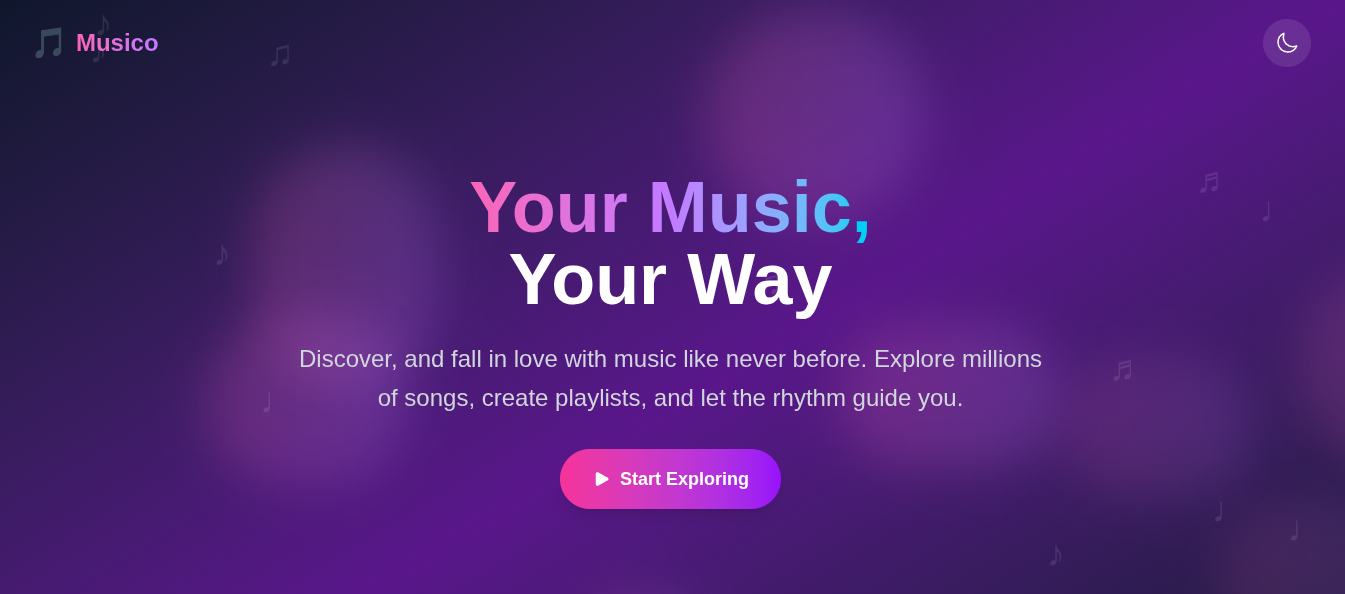 Musico
Your Music,
Your Way
Discover, and fall in love with music like never before. Explore millions
of songs, create playlists, and let the rhythm guide you.
Start Exploring